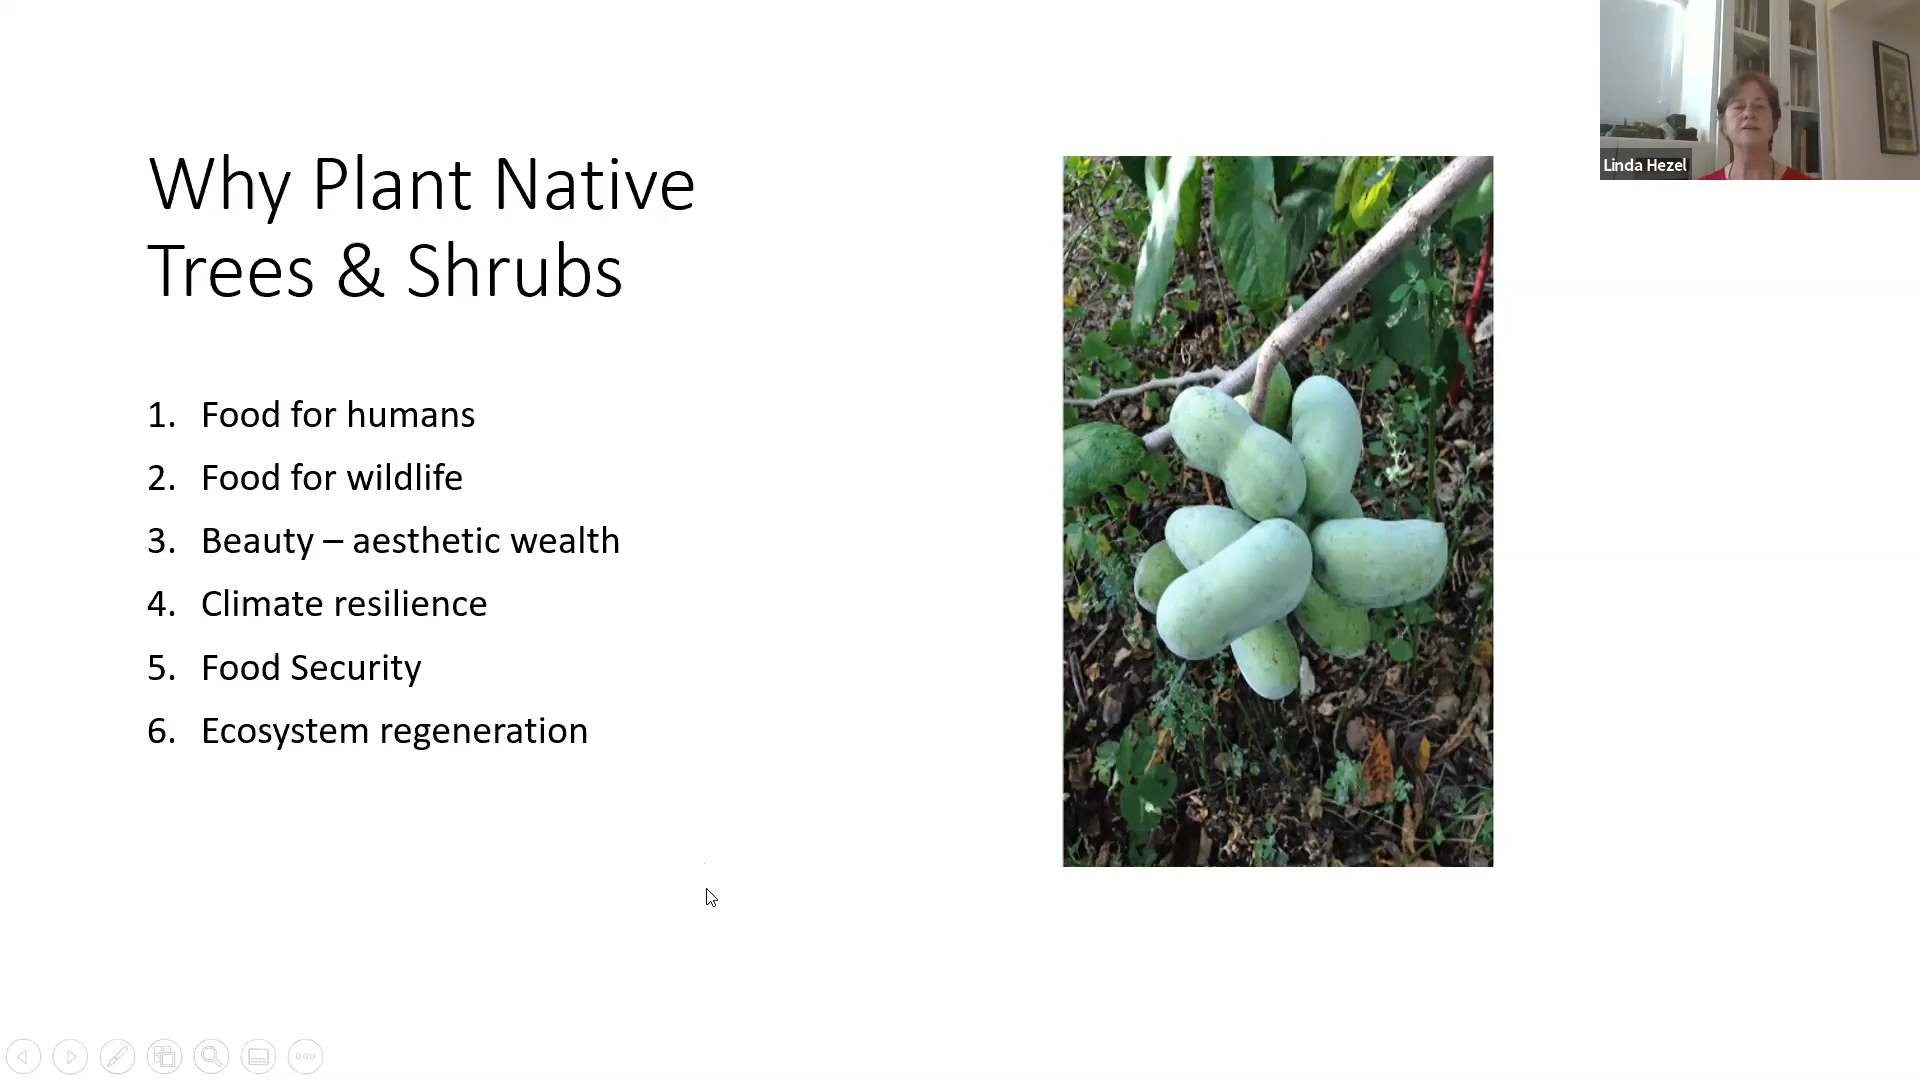 Why Plant Native
Trees & Shrubs
1. Food for humans
2. Food for wildlife
3. Beauty – aesthetic wealth
4. Climate resilience
5. Food Security
6. Ecosystem regeneration
Linda Hezel